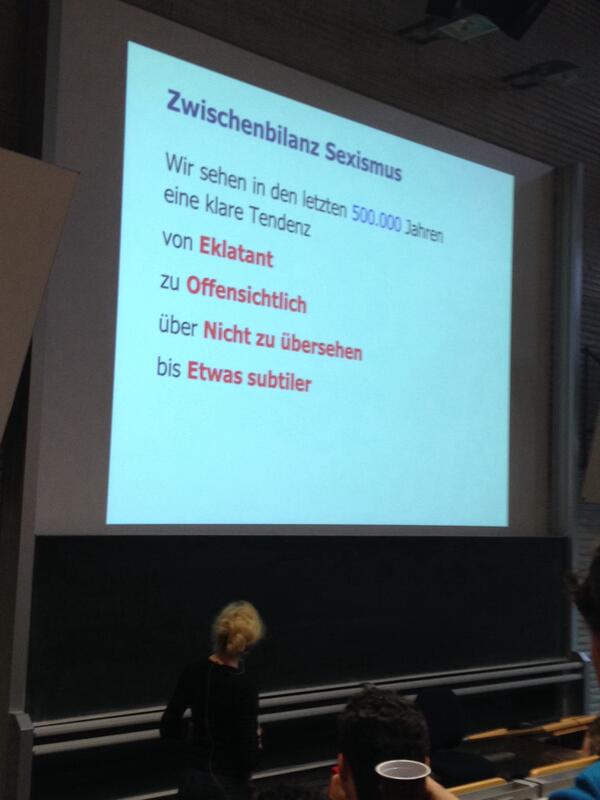 Zwischenbilanz Sexismus
Wir sehen in den letzten 500.000 Jahren
eine klare Tendenz
von Eklatant
zu Offensichtlich
über Nicht zu übersehen
bis Etwas subtiler